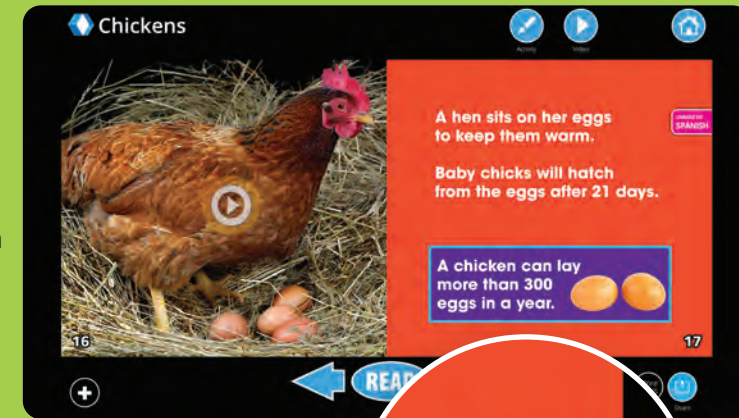 Chickens
Activity
Video
A hen sits on her eggs
to keep them warm.
SPANISH
Baby chicks will hatch
from the eggs after 21 days.
A chicken can lay
more than 300
eggs in a year.
16
17
Share